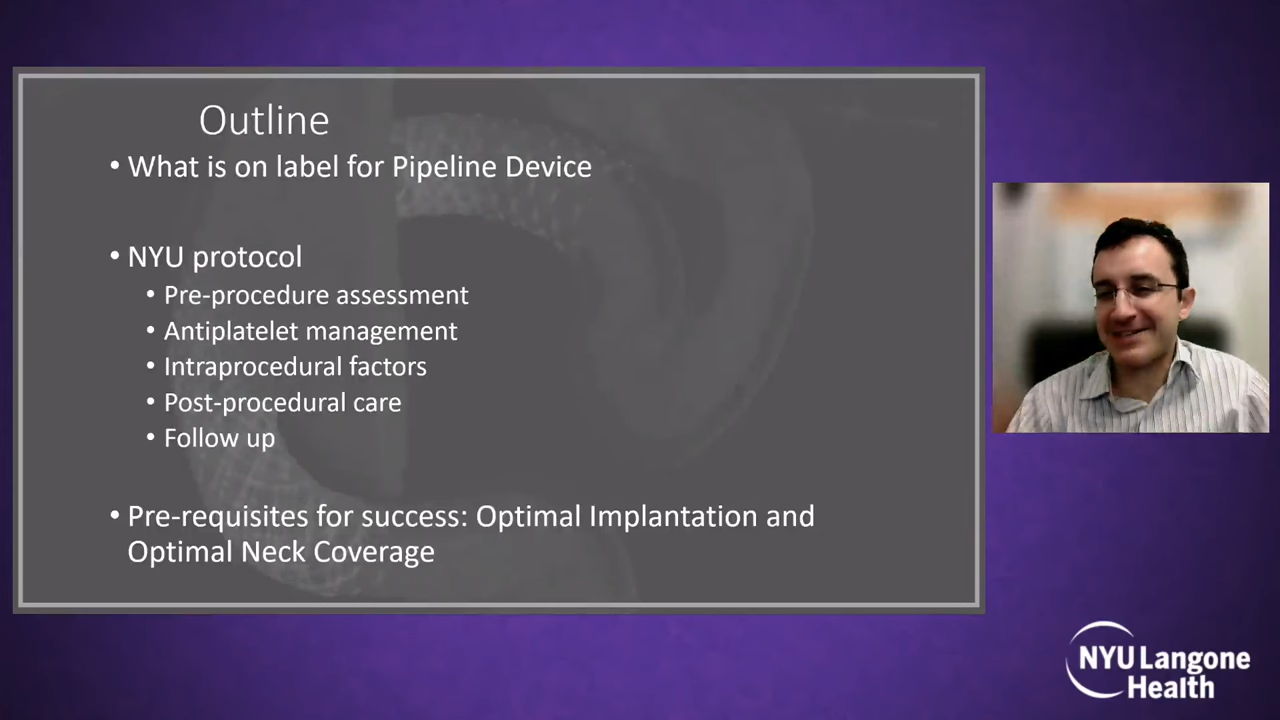 Outline
• What is on label for Pipeline Device
• NYU protocol
• Pre-procedure assessment
• Antiplatelet management
• Intraprocedural factors
• Post-procedural care
• Follow up
• Pre-requisites for success: Optimal Implantation and
Optimal Neck Coverage
NYU Langone
Health